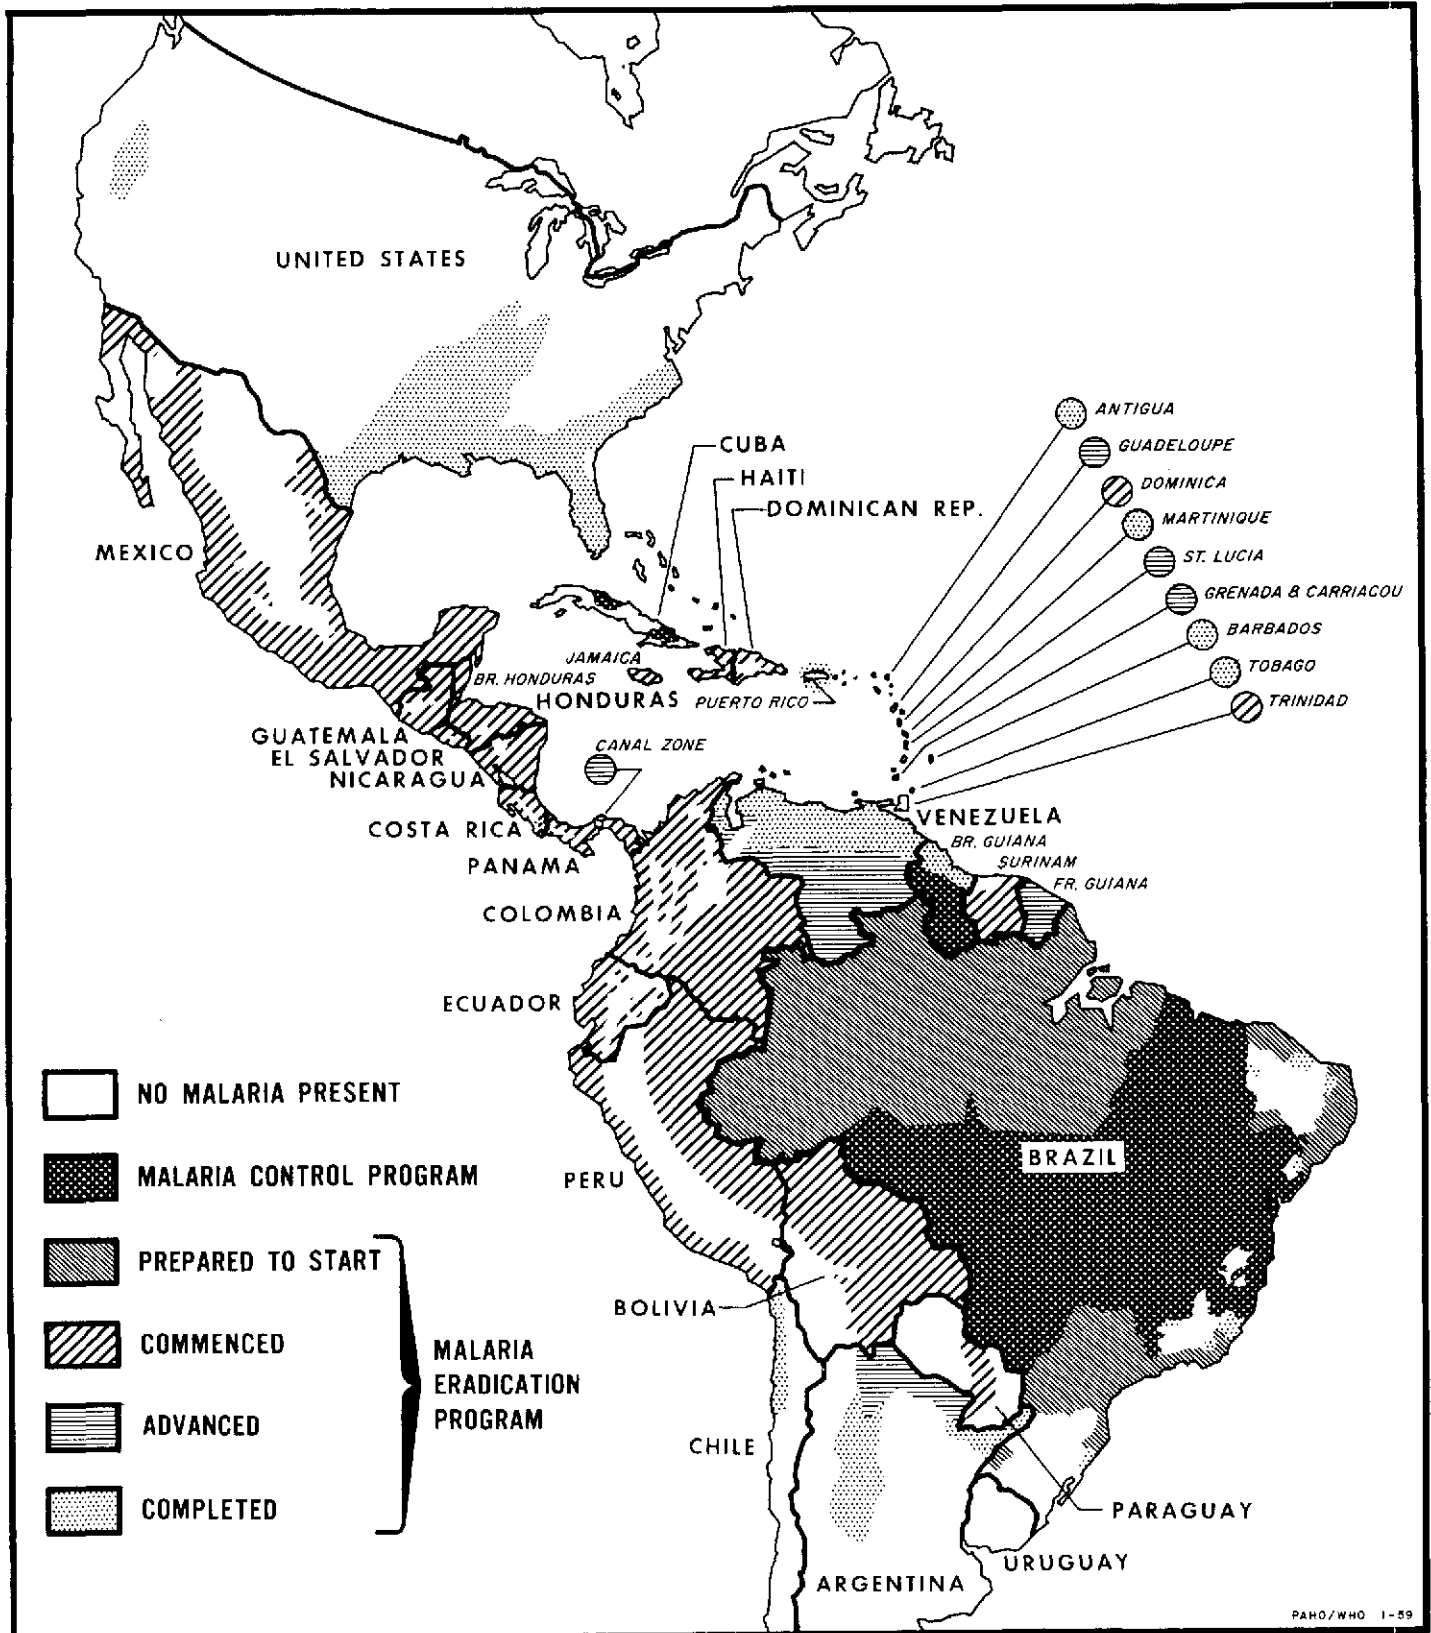 UNITED STATES
ANTIGUA
GUADELOUPE
DOMINICA
MARTINIQUE
ST. LUCIA
GRENADA & CARRIACOU
BARBADOS
TOBAGO
TRINIDAD
CUBA
HAITI
DOMINICAN REP.
MEXICO
JAMAICA
BR. HONDURAS
HONDURAS
PUERTO RICO
GUATEMALA
EL SALVADOR
NICARAGUA
CANAL ZONE
COSTA RICA
PANAMA
VENEZUELA
BR. GUIANA
SURINAM
FR. GUIANA
COLOMBIA
ECUADOR
PERU
BRAZIL
BOLIVIA
CHILE
PARAGUAY
URUGUAY
ARGENTINA
NO MALARIA PRESENT
MALARIA CONTROL PROGRAM
PREPARED TO START
COMMENCED
ADVANCED
COMPLETED
MALARIA
ERADICATION
PROGRAM
PAHO/WHO 1-59